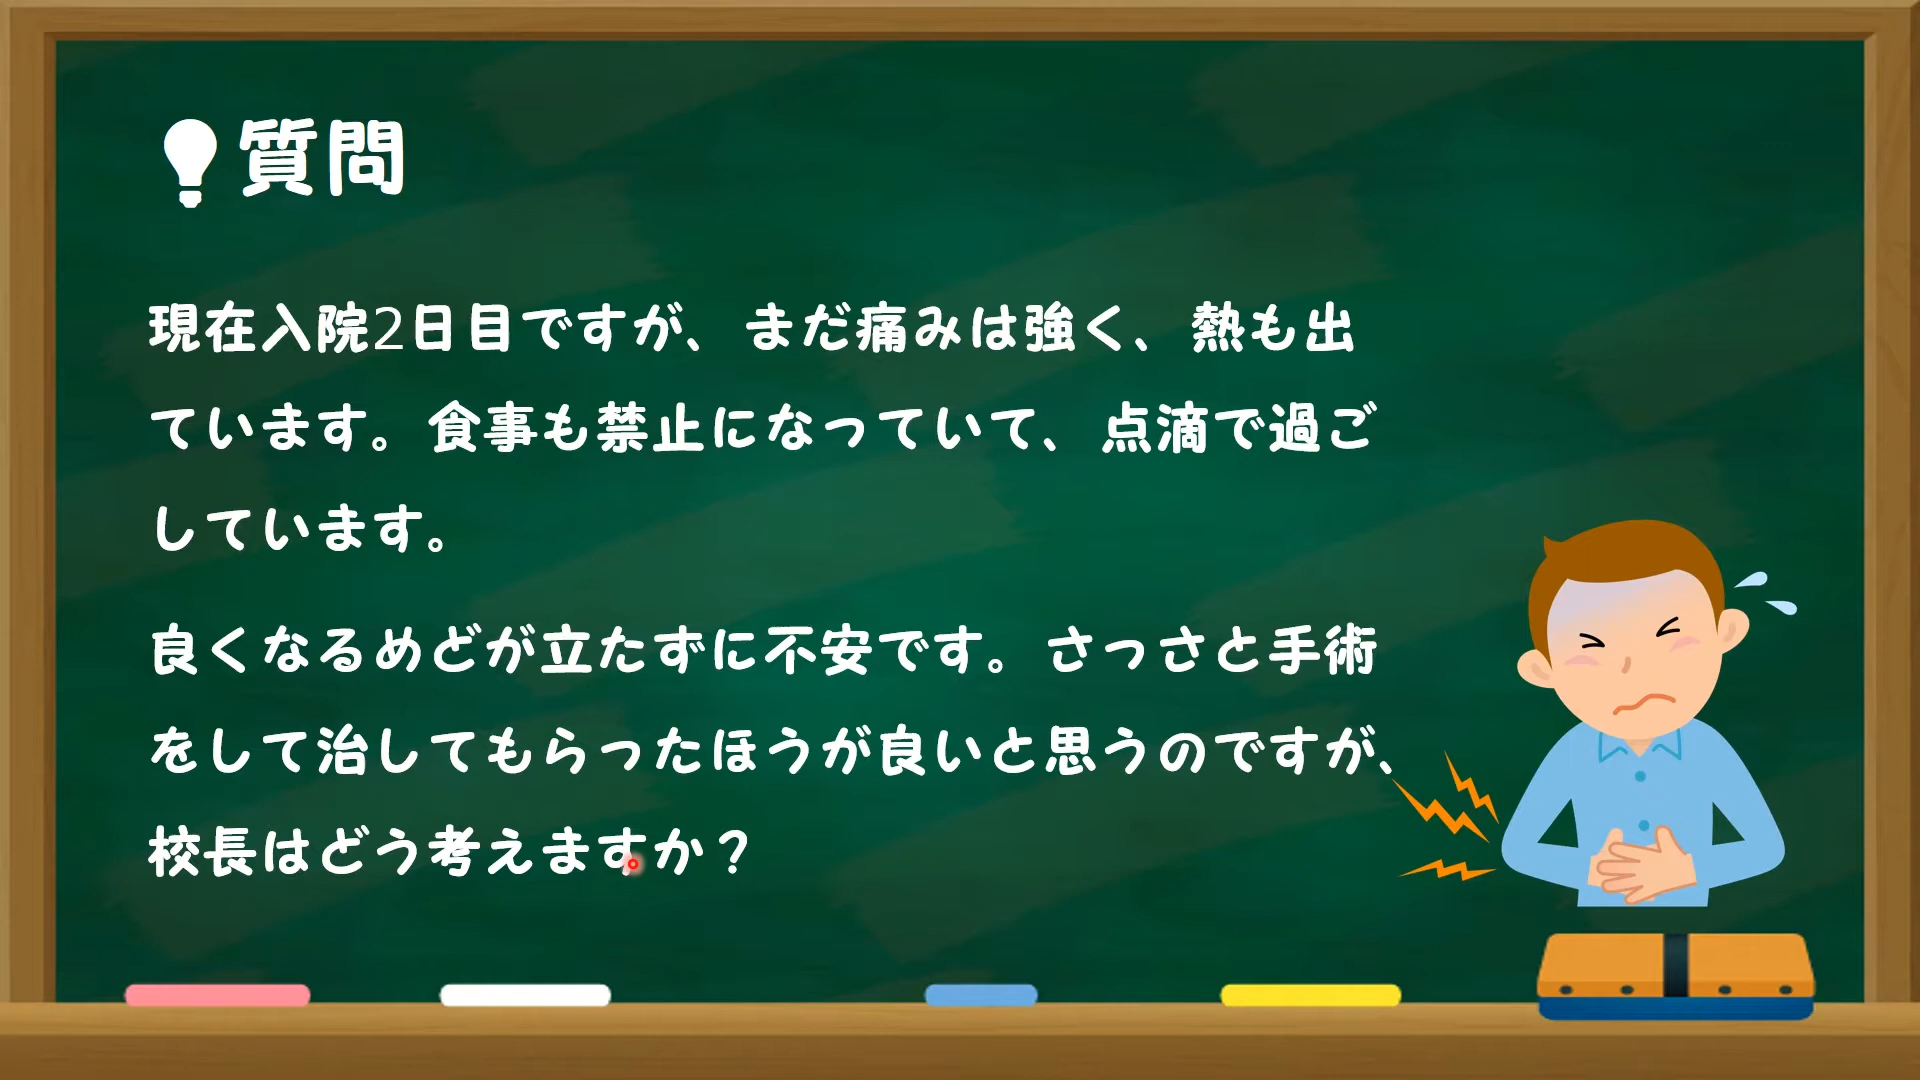 質問
現在入院2日目ですが、まだ痛みは強く、熱も出
ています。食事も禁止になっていて、点滴で過ご
しています。
良くなるめどが立たずに不安です。さっさと手術
をして治してもらったほうが良いと思うのですが、
校長はどう考えますか？